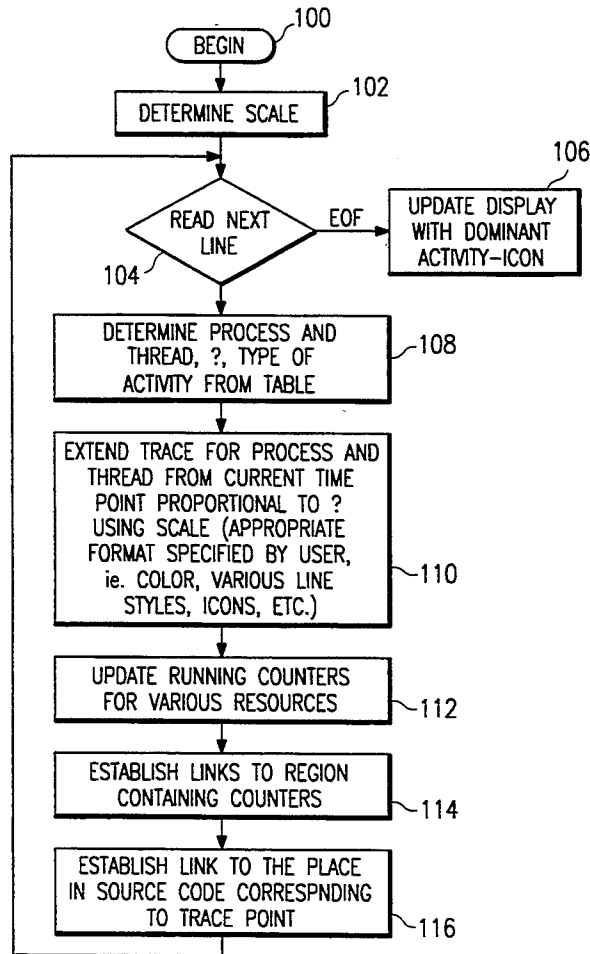 BEGIN
100
DETERMINE SCALE
102
READ NEXT
LINE
104
EOF
UPDATE DISPLAY
WITH DOMINANT
ACTIVITY-ICON
106
DETERMINE PROCESS AND
THREAD, ?, TYPE OF
ACTIVITY FROM TABLE
108
EXTEND TRACE FOR PROCESS AND
THREAD FROM CURRENT TIME
POINT PROPORTIONAL TO ?
USING SCALE (APPROPRIATE
FORMAT SPECIFIED BY USER,
ie. COLOR, VARIOUS LINE
STYLES, ICONS, ETC.)
110
UPDATE RUNNING COUNTERS
FOR VARIOUS RESOURCES
112
ESTABLISH LINKS TO REGION
CONTAINING COUNTERS
114
ESTABLISH LINK TO THE PLACE
IN SOURCE CODE CORRESPNDING
TO TRACE POINT
116